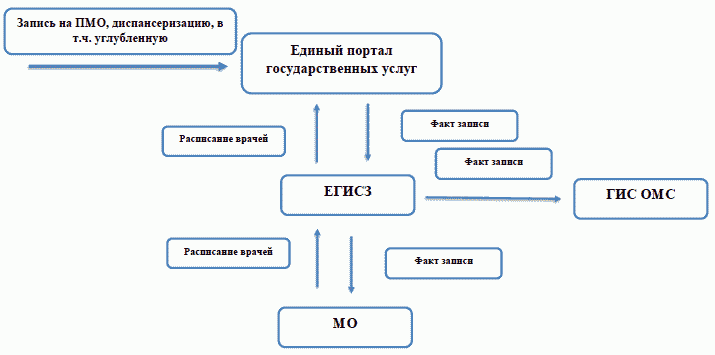 Запись на ПМО, диспансеризацию, в
т.ч. углубленную
Единый портал
государственных услуг
Расписание врачей
Факт записи
Факт записи
ЕГИСЗ
ГИС ОМС
Расписание врачей
Факт записи
МО